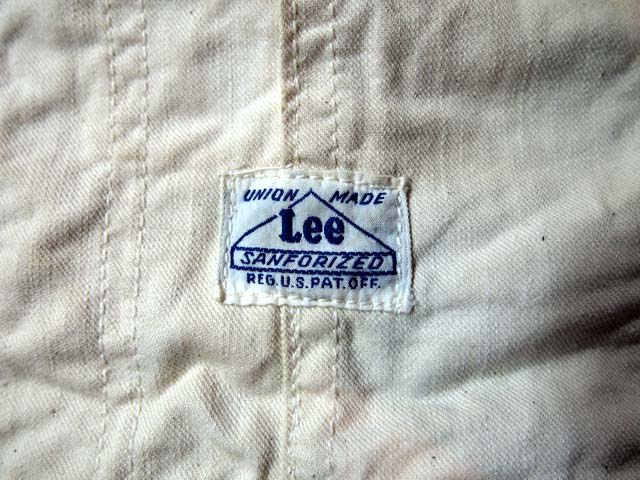 UNION MADE
Lee
SANFORIZED
REG. U.S. PAT. OFF.